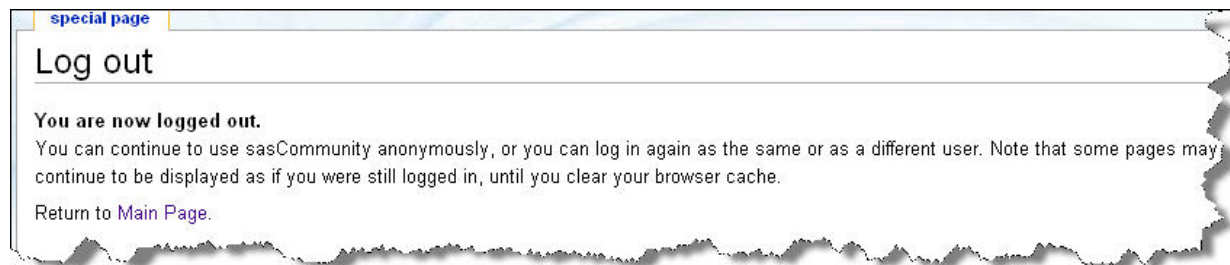 special page
Log out
You are now logged out.
You can continue to use sasCommunity anonymously, or you can log in again as the same or as a different user. Note that some pages may
continue to be displayed as if you were still logged in, until you clear your browser cache.
Return to Main Page.